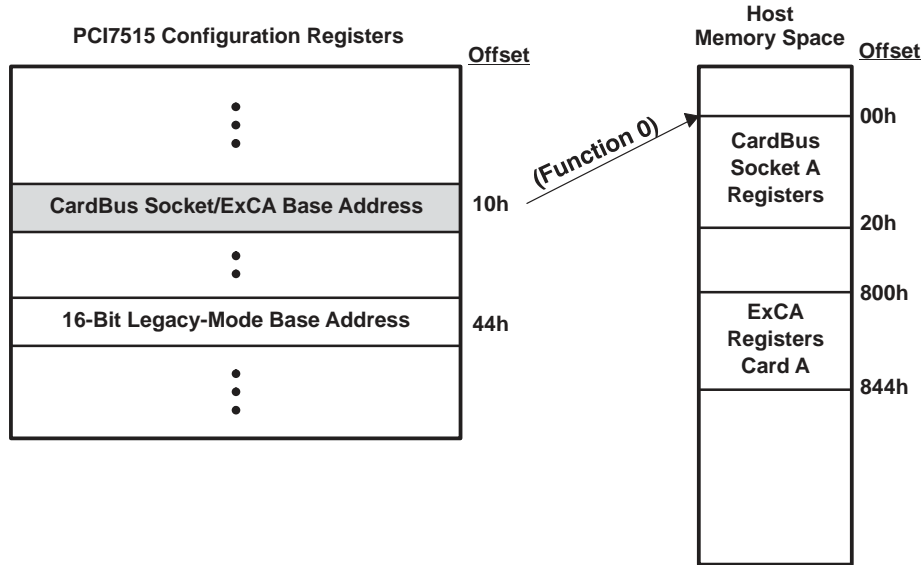 PCI7515 Configuration Registers
Offset
CardBus Socket/ExCA Base Address
10h
16-Bit Legacy-Mode Base Address
44h
(Function 0)
Host
Memory Space
Offset
00h
CardBus
Socket A
Registers
20h
800h
ExCA
Registers
Card A
844h